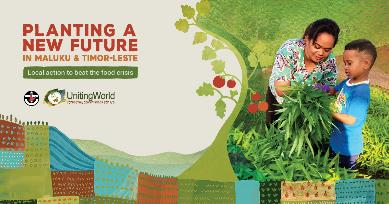 PLANTING A
NEW FUTURE
IN MALUKU & TIMOR-LESTE
Local action to beat the food crisis
UnitingWorld